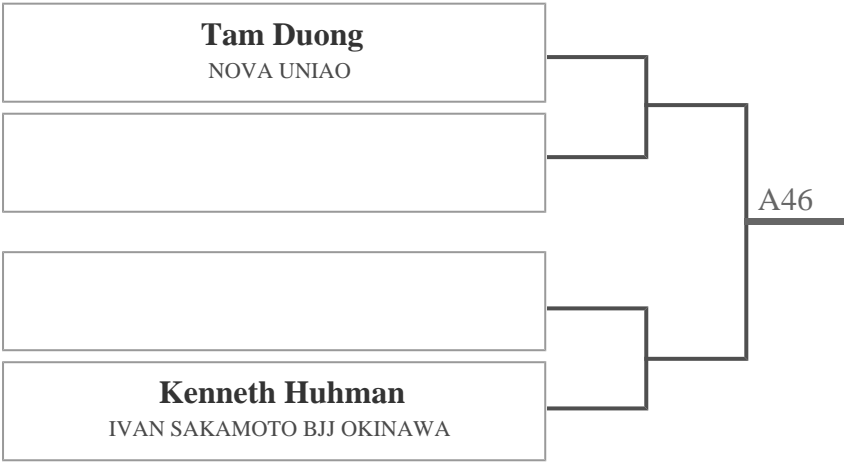 Tam Duong
NOVA UNIAO
A46
Kenneth Huhman
IVAN SAKAMOTO BJJ OKINAWA